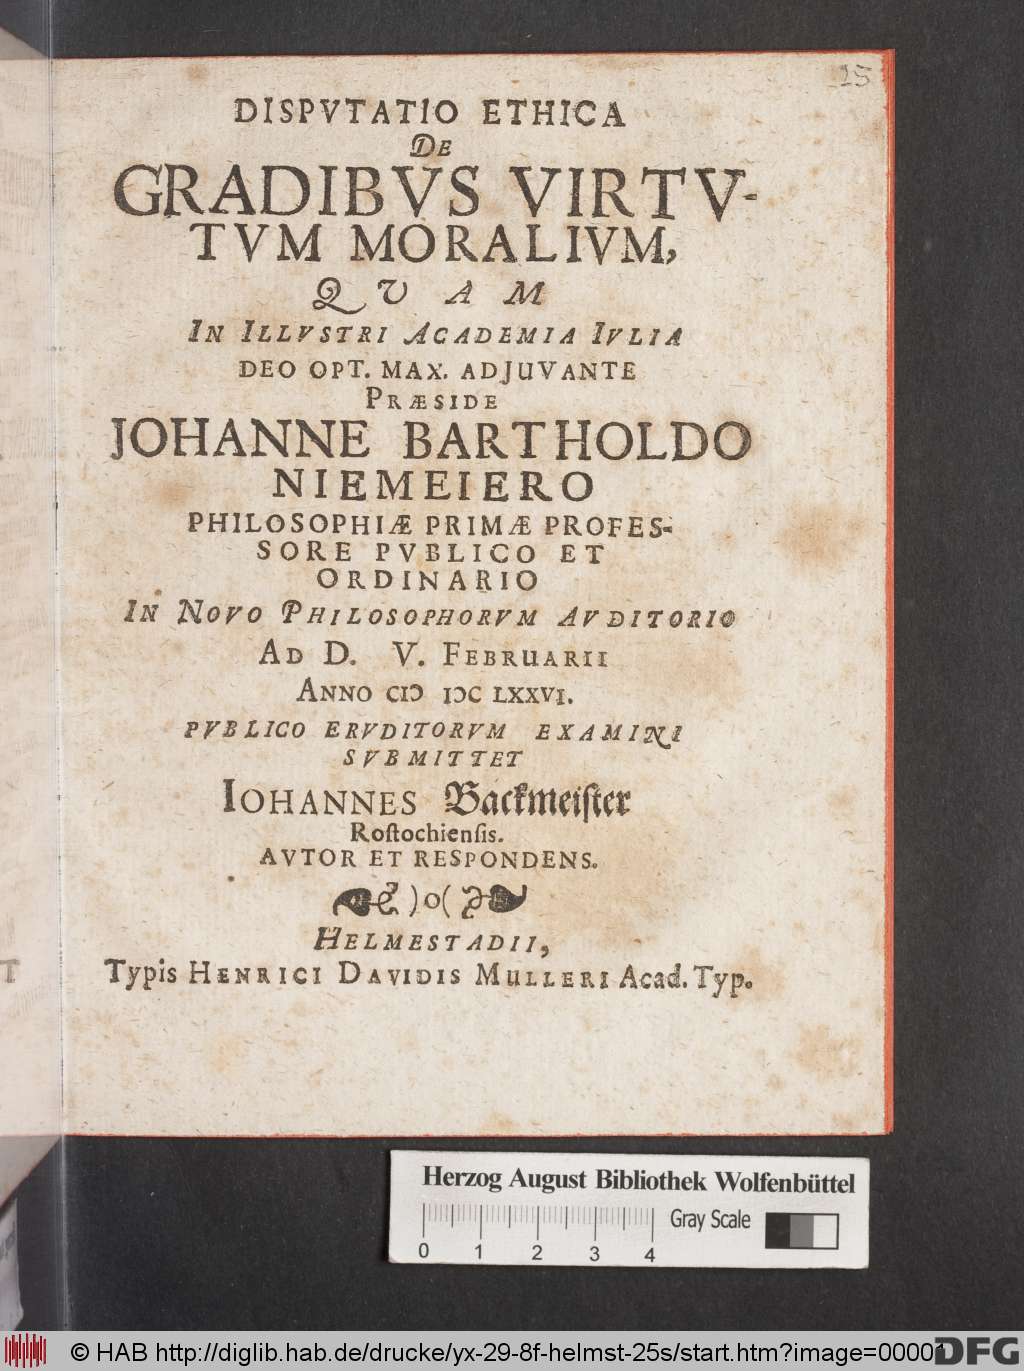 25
DISPVTATIO ETHICA
DE
GRADIBVS VIRTV-
TVM MORALIVM,
QUAM
IN ILLVSTRI ACADEMIA IVLIA
DEO OPT. MAX. ADJUVANTE
PRÆSIDE
JOHANNE BARTHOLDO
NIEMEIERO
PHILOSOPHIÆ PRIMÆ PROFES-
SORE PVBLICO ET
ORDINARIO
IN NOVO PHILOSOPHORVM AVDITORIO
AD D. V. FEBRUARII
ANNO CIↃ IↃC LXXVI.
PVBLICO ERVDITORVM EXAMINI
SVBMITTET
IOHANNES Backmeiſter
Roſtochienſis.
AVTOR ET RESPONDENS.
)o(
HELMESTADII,
Typis HENRICI DAVIDIS MULLERI Acad. Typ.
T
Herzog August Bibliothek Wolfenbüttel
Gray Scale
0 1 2 3 4
© HAB http://diglib.hab.de/drucke/yx-29-8f-helmst-25s/start.htm?image=00001
DFG